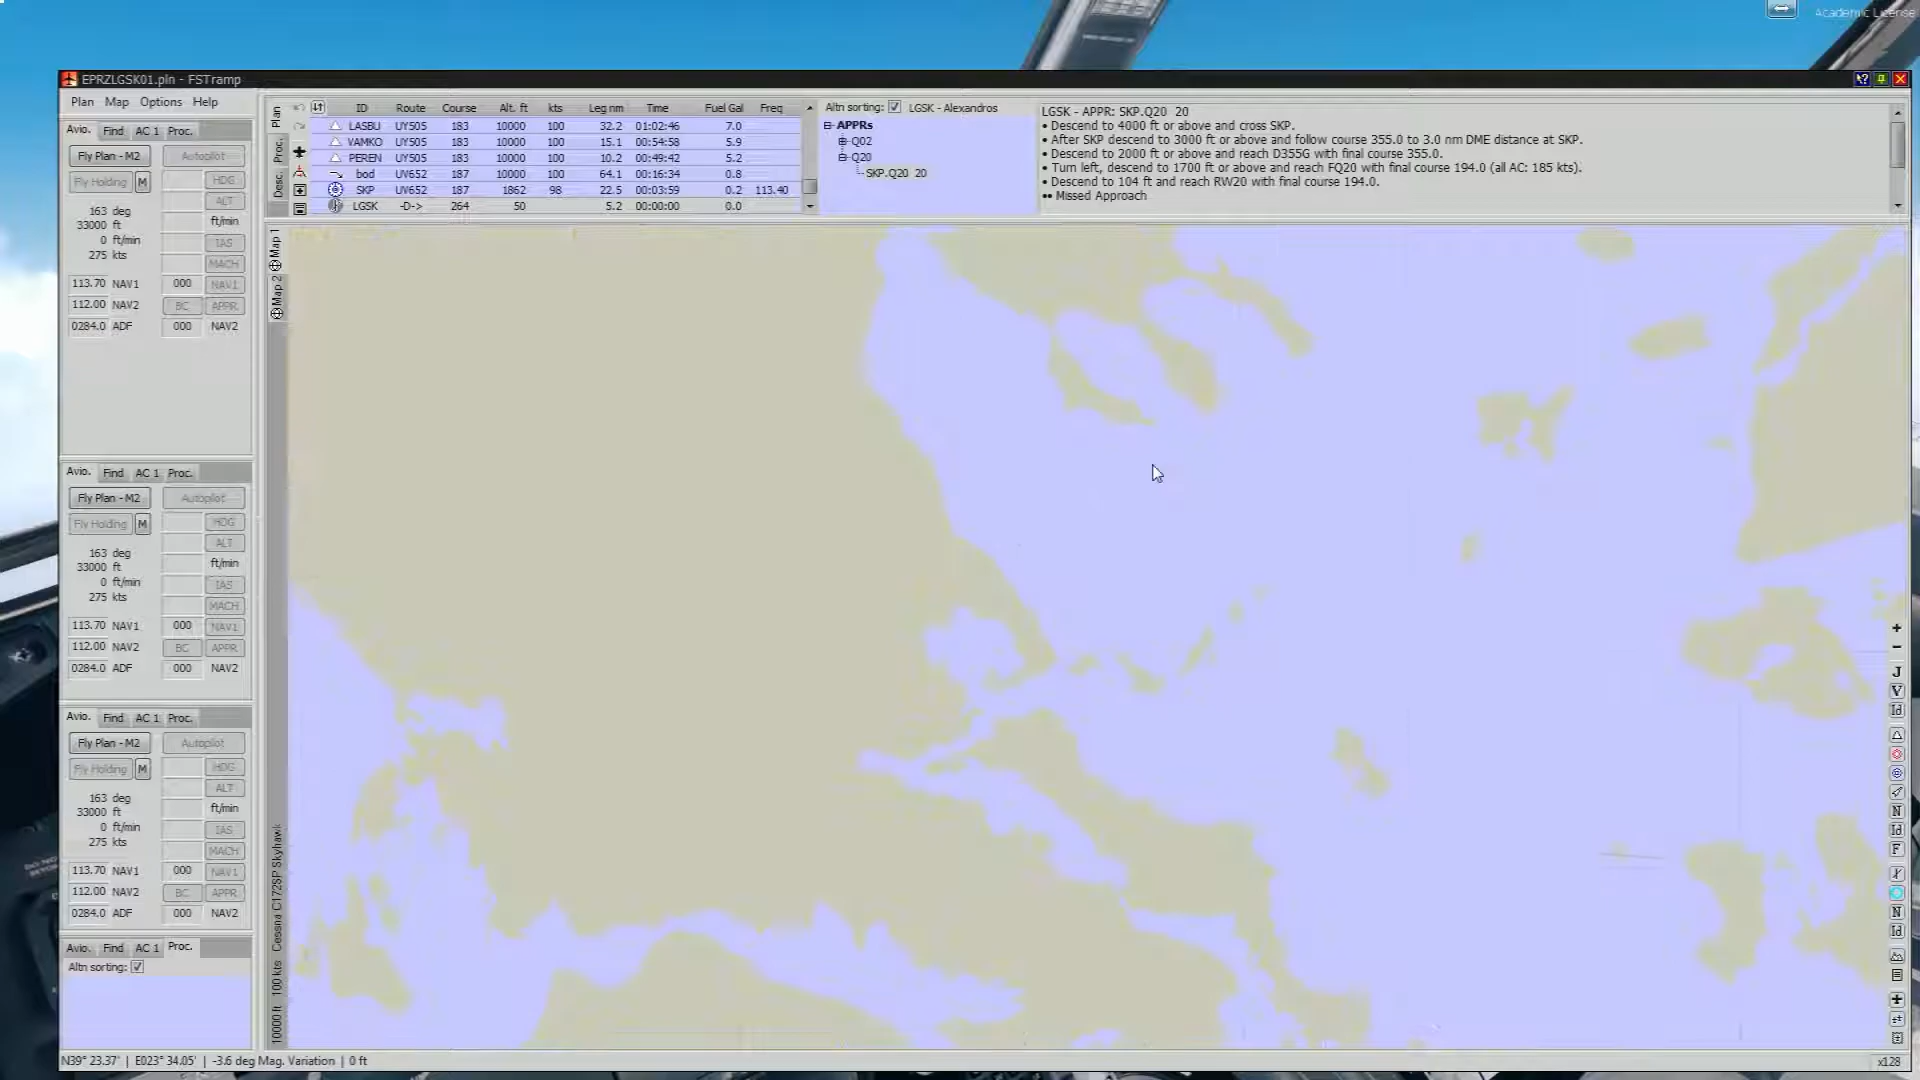 Academic License
EPRZLGSK01.pln - FSTramp
Plan Map Options Help
Avio. Find AC 1 Proc.
Fly Plan - M2 Autopilot
Fly Holding M HDG
ALT
163 deg
33000 ft ft/min
0 ft/min IAS
275 kts MACH
113.70 NAV1 000 NAV1
112.00 NAV2 BC APPR
0284.0 ADF 000 NAV2
Avio. Find AC 1 Proc.
Fly Plan - M2 Autopilot
Fly Holding M HDG
ALT
163 deg
33000 ft ft/min
0 ft/min IAS
275 kts MACH
113.70 NAV1 000 NAV1
112.00 NAV2 BC APPR
0284.0 ADF 000 NAV2
Avio. Find AC 1 Proc.
Fly Plan - M2 Autopilot
Fly Holding M HDG
ALT
163 deg
33000 ft ft/min
0 ft/min IAS
275 kts MACH
113.70 NAV1 000 NAV1
112.00 NAV2 BC APPR
0284.0 ADF 000 NAV2
Avio. Find AC 1 Proc.
Altn sorting:
Plan
Proc.
Desc.
ID Route Course Alt. ft kts Leg nm Time Fuel Gal Freq
LASBU UY505 183 10000 100 32.2 01:02:46 7.0
VAMKO UY505 183 10000 100 15.1 00:54:58 5.9
PEREN UY505 183 10000 100 10.2 00:49:42 5.2
bod UV652 187 10000 100 64.1 00:16:34 0.8
SKP UV652 187 1862 98 22.5 00:03:59 0.2 113.40
LGSK -D-> 264 50 5.2 00:00:00 0.0
Altn sorting: LGSK - Alexandros
APPRs
Q02
Q20
SKP.Q20 20
LGSK - APPR: SKP.Q20 20
• Descend to 4000 ft or above and cross SKP.
• After SKP descend to 3000 ft or above and follow course 355.0 to 3.0 nm DME distance at SKP.
• Descend to 2000 ft or above and reach D355G with final course 355.0.
• Turn left, descend to 1700 ft or above and reach FQ20 with final course 194.0 (all AC: 185 kts).
• Descend to 104 ft and reach RW20 with final course 194.0.
•• Missed Approach
Map 1
Map 2
10000 ft 100 kts Cessna C172SP Skyhawk
+
-
J
V
Id
N
Id
F
N
Id
N39° 23.37' | E023° 34.05' | -3.6 deg Mag. Variation | 0 ft
x128